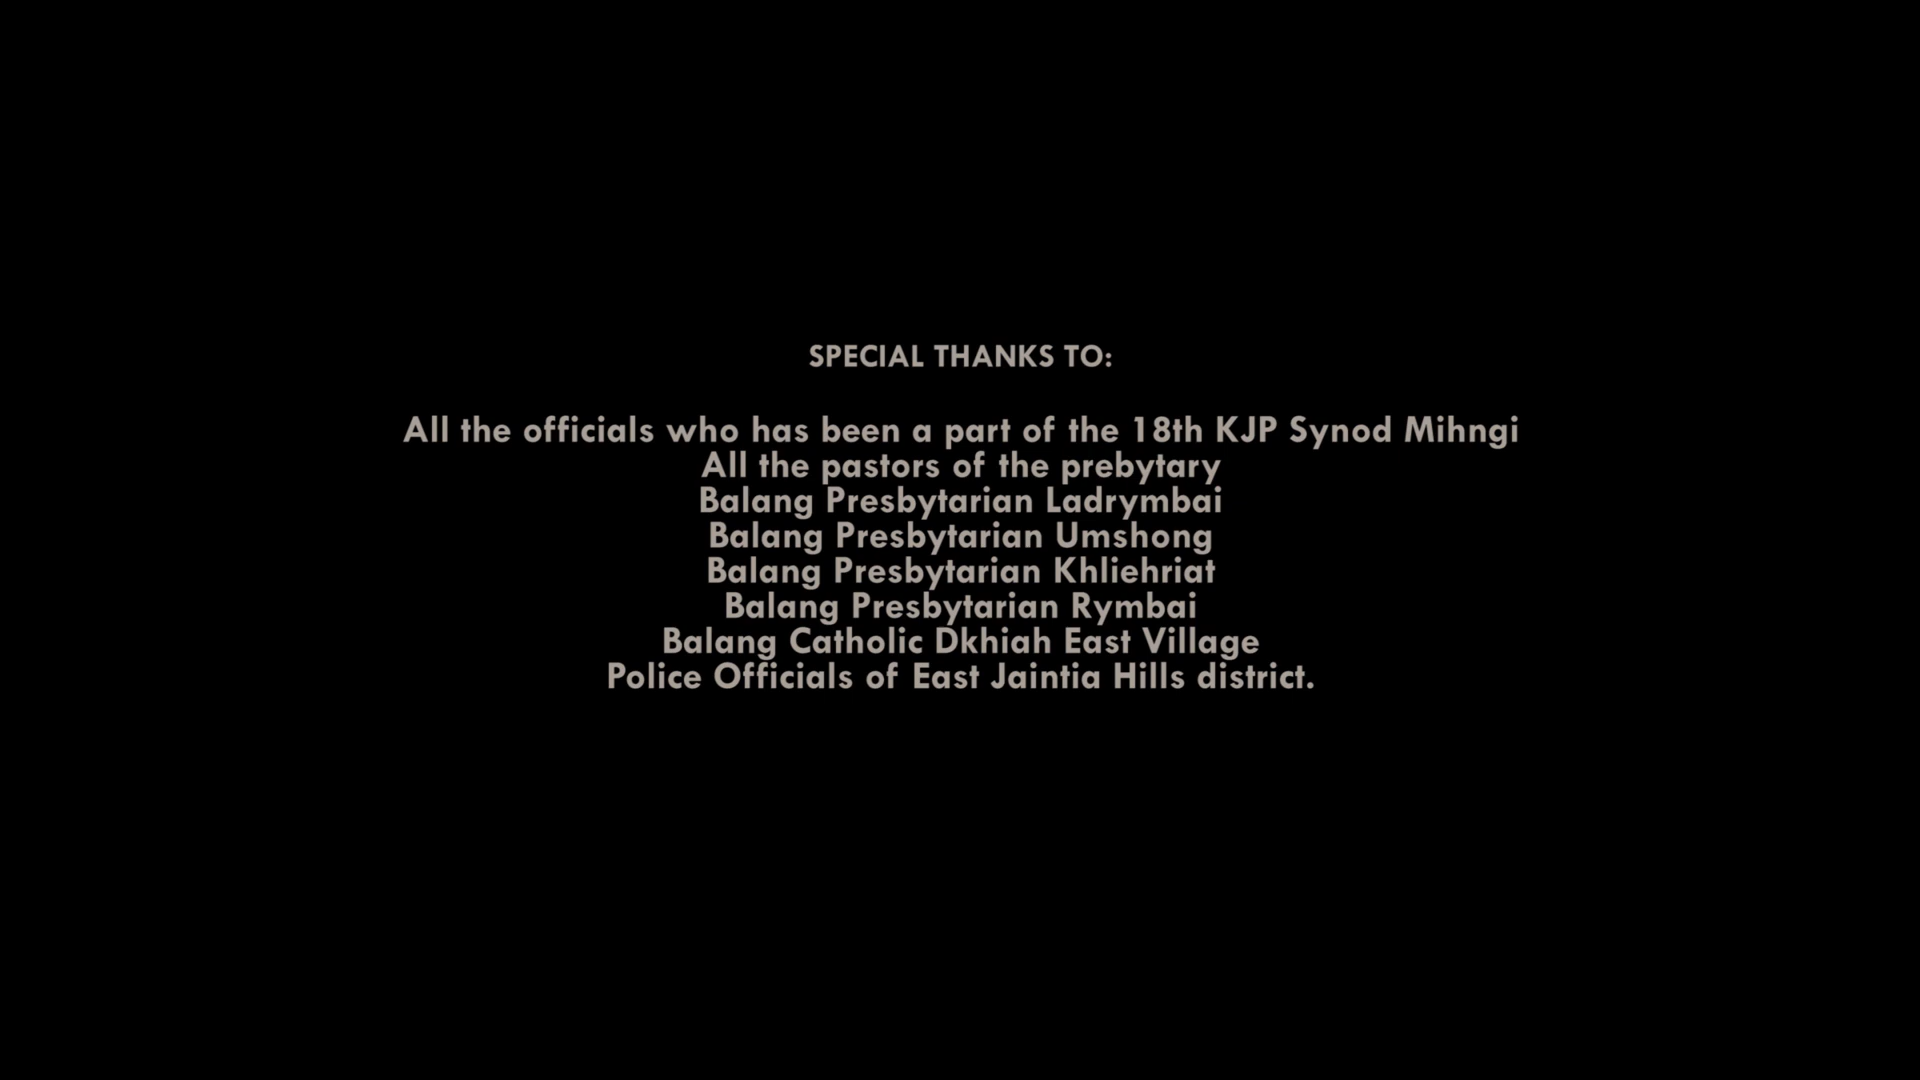 SPECIAL THANKS TO:
All the officials who has been a part of the 18th KJP Synod Mihngi
All the pastors of the prebytary
Balang Presbytarian Ladrymbai
Balang Presbytarian Umshong
Balang Presbytarian Khliehriat
Balang Presbytarian Rymbai
Balang Catholic Dkhiah East Village
Police Officials of East Jaintia Hills district.